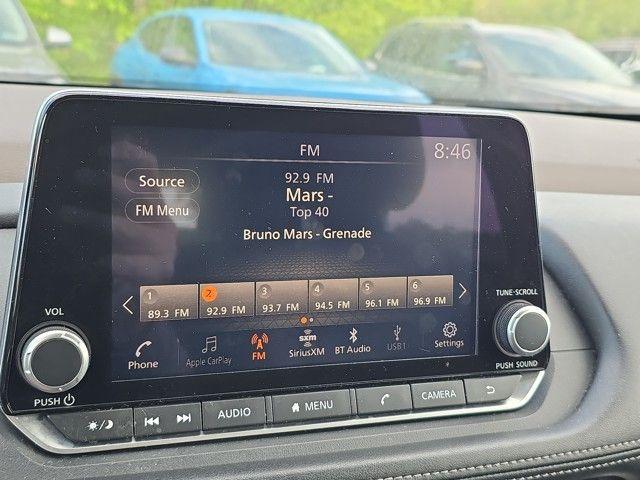 FM
8:46
Source
92.9 FM
Mars -
FM Menu
Top 40
Bruno Mars - Grenade
1 2 3 4 5 6
89.3 FM 92.9 FM 93.7 FM 94.5 FM 96.1 FM 96.9 FM
VOL
TUNE·SCROLL
Phone
Apple CarPlay
FM
sxm
SiriusXM
BT Audio
USB1
Settings
PUSH
PUSH SOUND
AUDIO
MENU
CAMERA